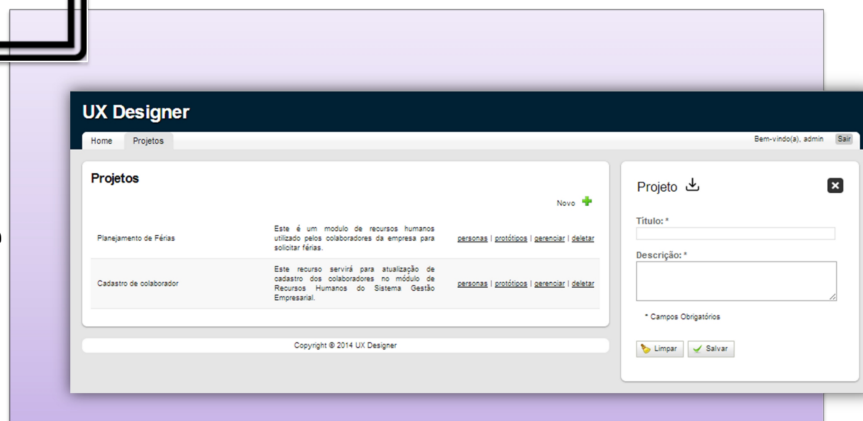 UX Designer
Home Projetos Bem-vindo(a), admin Sair
Projetos
Novo
Planejamento de Férias
Este é um modulo de recursos humanos
utilizado pelos colaboradores da empresa para
solicitar férias.
personas | protótipos | gerenciar | deletar
Cadastro de colaborador
Este recurso servirá para atualização de
cadastro dos colaboradores no módulo de
Recursos Humanos do Sistema Gestão
Empresarial.
personas | protótipos | gerenciar | deletar
Copyright © 2014 UX Designer
Projeto
Título: *
Descrição: *
* Campos Obrigatórios
Limpar Salvar